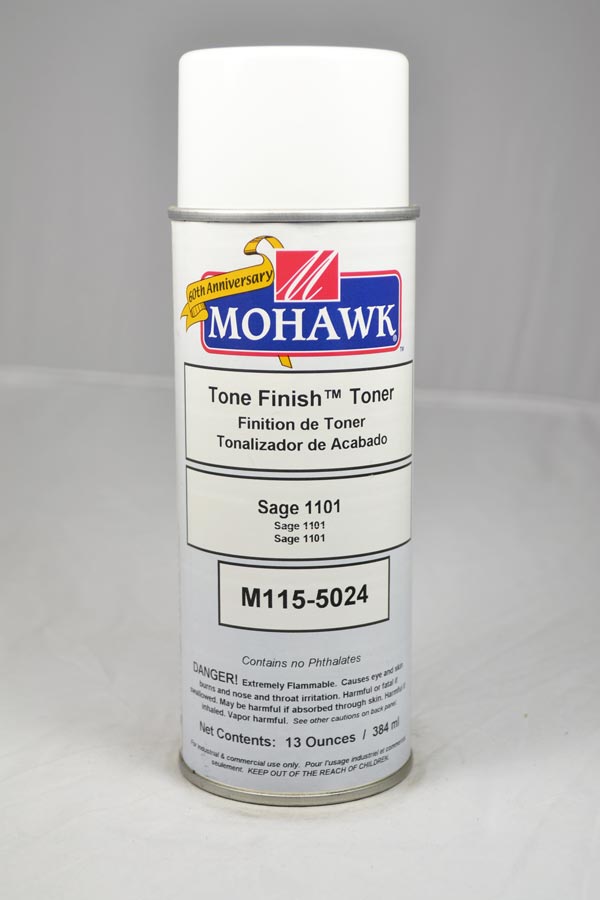 60th Anniversary
M
MOHAWK®
™
Tone Finish™ Toner
Finition de Toner
Tonalizador de Acabado
Sage 1101
Sage 1101
Sage 1101
M115-5024
Contains no Phthalates
DANGER! Extremely Flammable. Causes eye and skin
burns and nose and throat irritation. Harmful or fatal if
swallowed. May be harmful if absorbed through skin. Harmful if
inhaled. Vapor harmful. See other cautions on back panel.
Net Contents: 13 Ounces / 384 ml
For industrial & commercial use only. Pour l'usage industriel et commercial
seulement. KEEP OUT OF THE REACH OF CHILDREN.